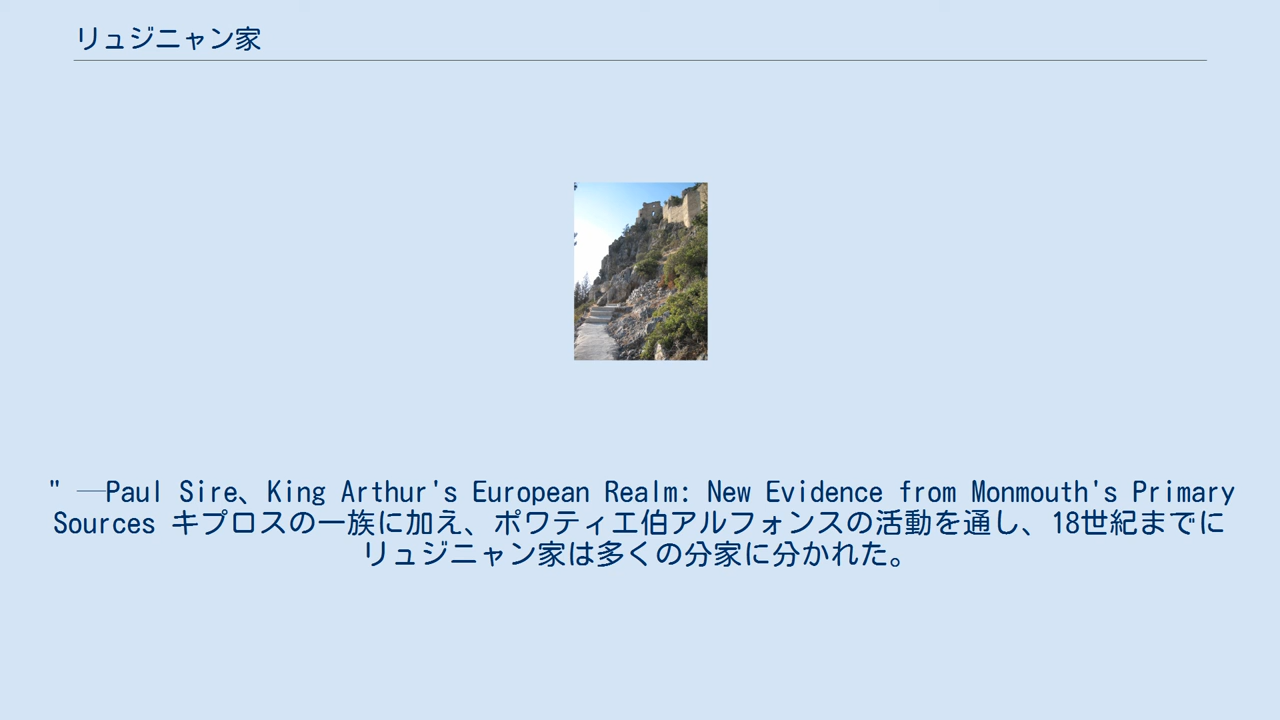 リュジニャン家
" ―Paul Sire、King Arthur's European Realm: New Evidence from Monmouth's Primary
Sources キプロスの一族に加え、ポワティエ伯アルフォンスの活動を通し、18世紀までに
リュジニャン家は多くの分家に分かれた。